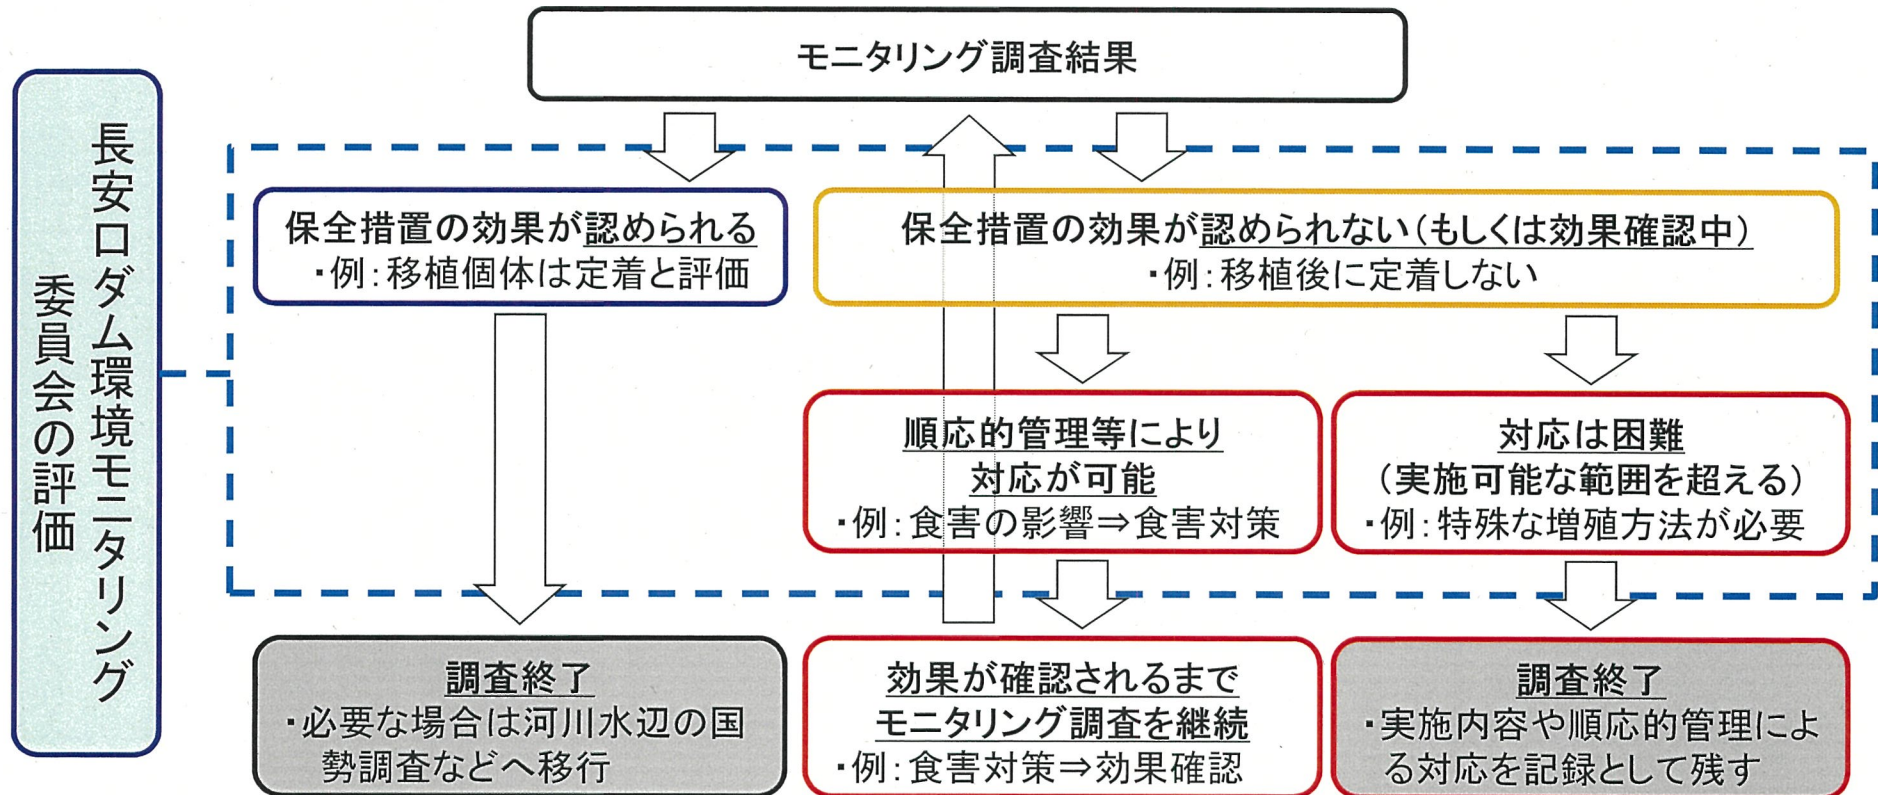 モニタリング調査結果
長安口ダム環境モニタリング
委員会の評価
保全措置の効果が認められる
・例：移植個体は定着と評価
保全措置の効果が認められない（もしくは効果確認中）
・例：移植後に定着しない
順応的管理等により
対応が可能
・例：食害の影響⇒食害対策
対応は困難
（実施可能な範囲を超える）
・例：特殊な増殖方法が必要
調査終了
・必要な場合は河川水辺の国
勢調査などへ移行
効果が確認されるまで
モニタリング調査を継続
・例：食害対策⇒効果確認
調査終了
・実施内容や順応的管理によ
る対応を記録として残す